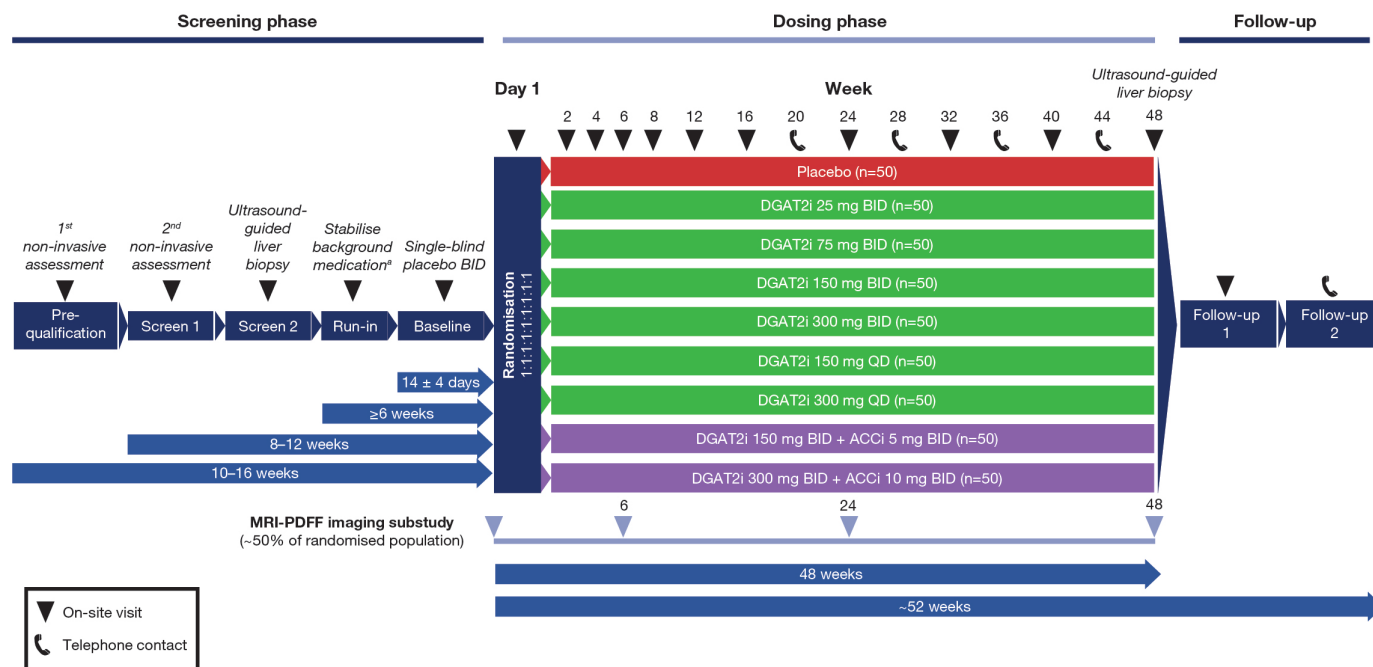 Screening phase
Dosing phase
Follow-up
Day 1
Week
Ultrasound-guided
liver biopsy
2 4 6 8 12 16 20 24 28 32 36 40 44 48
1st
non-invasive
assessment
2nd
non-invasive
assessment
Ultrasound-
guided
liver
biopsy
Stabilise
background
medicationa
Single-blind
placebo BID
Pre-
qualification
Screen 1
Screen 2
Run-in
Baseline
14 ± 4 days
≥6 weeks
8–12 weeks
10–16 weeks
Randomisation
1:1:1:1:1:1:1:1:1
Placebo (n=50)
DGAT2i 25 mg BID (n=50)
DGAT2i 75 mg BID (n=50)
DGAT2i 150 mg BID (n=50)
DGAT2i 300 mg BID (n=50)
DGAT2i 150 mg QD (n=50)
DGAT2i 300 mg QD (n=50)
DGAT2i 150 mg BID + ACCi 5 mg BID (n=50)
DGAT2i 300 mg BID + ACCi 10 mg BID (n=50)
Follow-up
1
Follow-up
2
MRI-PDFF imaging substudy
(~50% of randomised population)
6 24 48
48 weeks
~52 weeks
On-site visit
Telephone contact